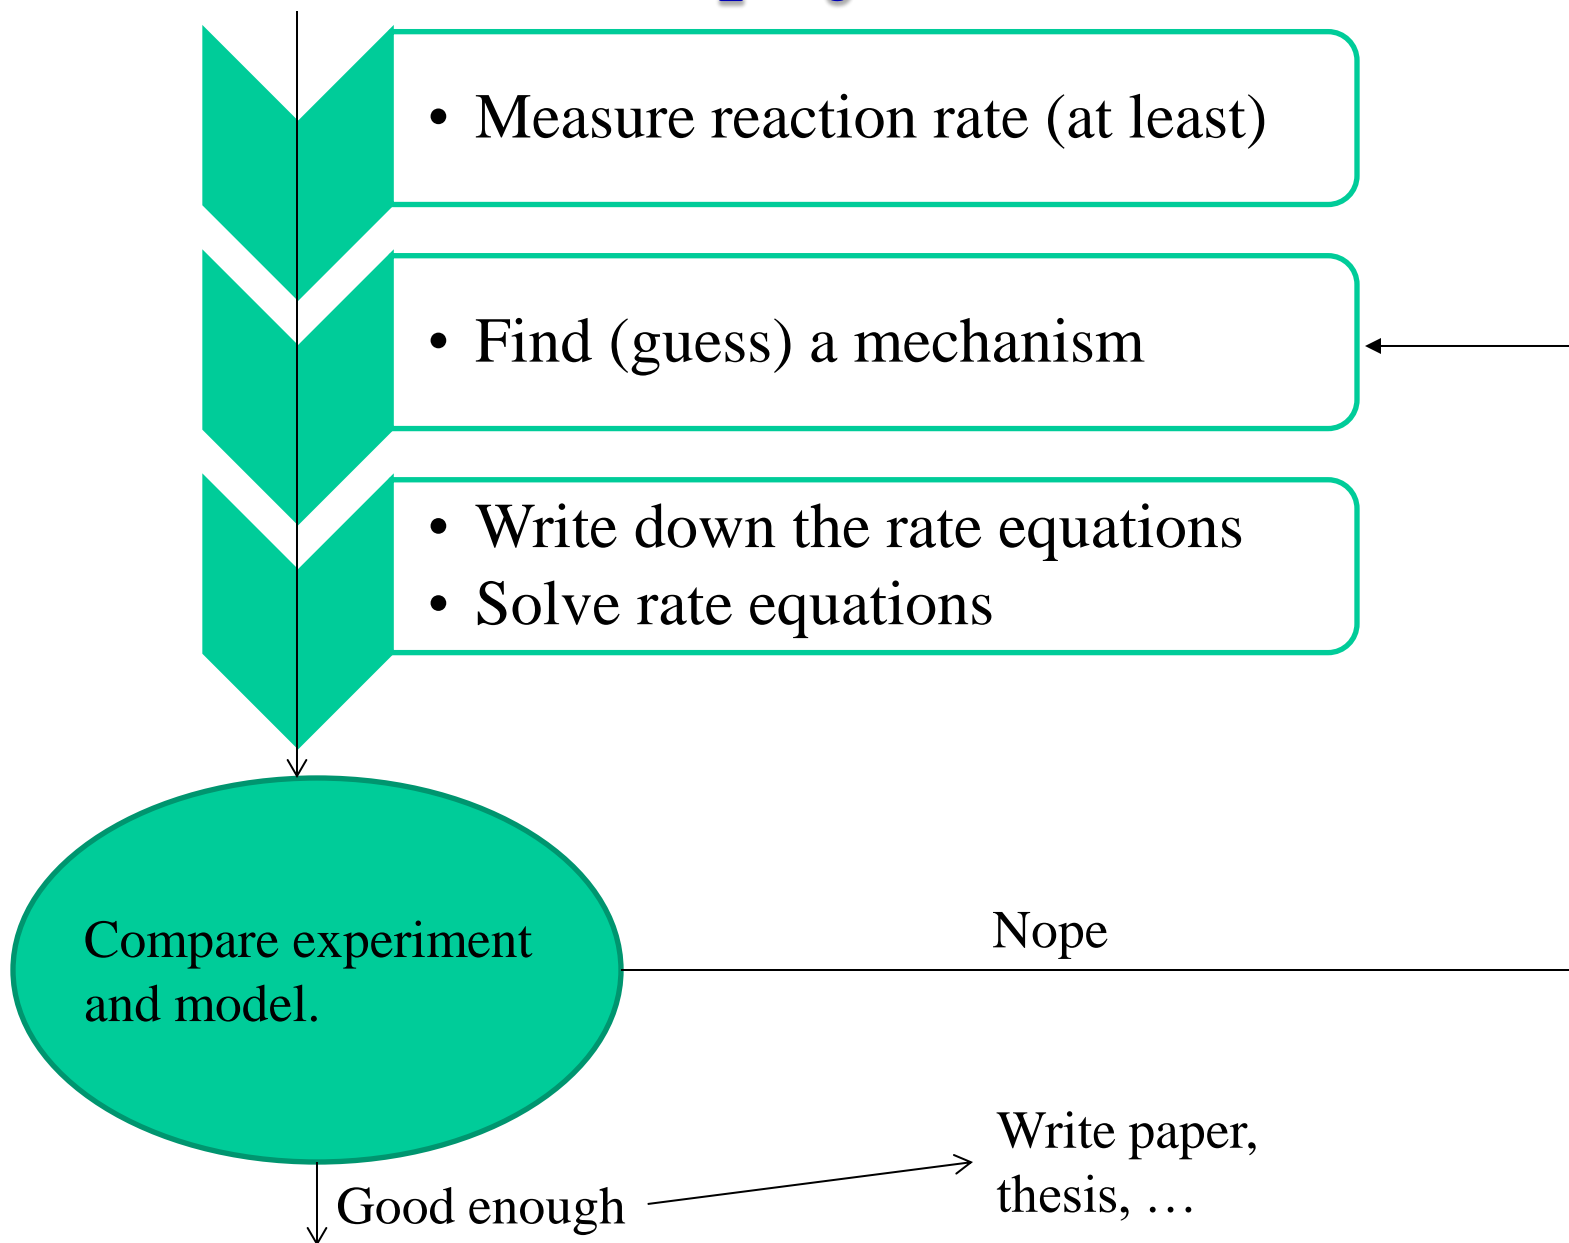 • Measure reaction rate (at least)
• Find (guess) a mechanism
• Write down the rate equations
• Solve rate equations
Compare experiment
and model.
Nope
Good enough
Write paper,
thesis, …